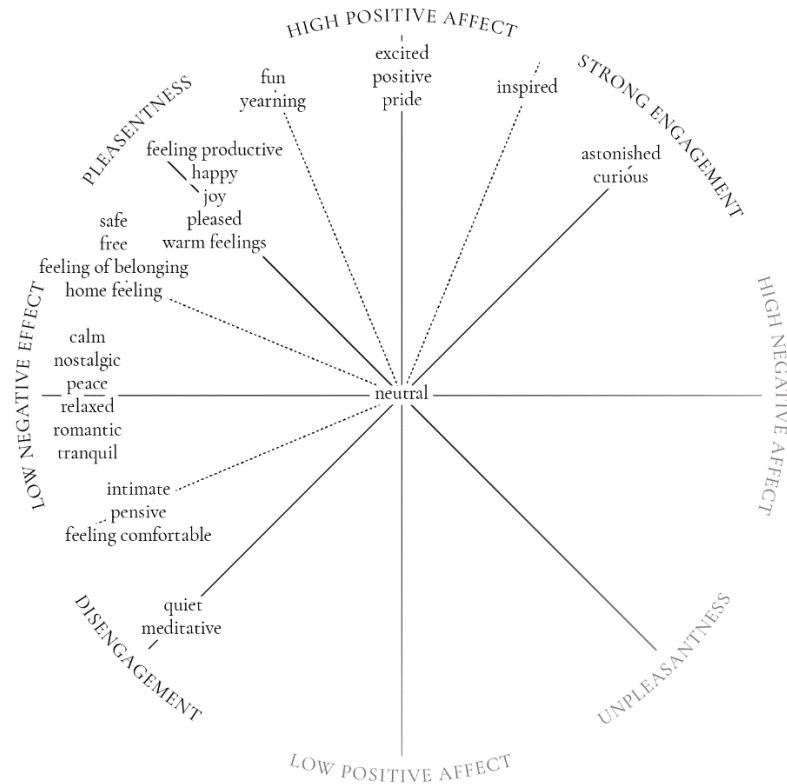 HIGH POSITIVE AFFECT
excited
positive
pride
inspired
STRONG ENGAGEMENT
astonished
curious
HIGH NEGATIVE AFFECT
UNPLEASANTNESS
LOW POSITIVE AFFECT
DISENGAGEMENT
quiet
meditative
intimate
pensive
feeling comfortable
LOW NEGATIVE EFFECT
calm
nostalgic
peace
relaxed
romantic
tranquil
safe
free
feeling of belonging
home feeling
PLEASENTNESS
feeling productive
happy
joy
pleased
warm feelings
fun
yearning
neutral